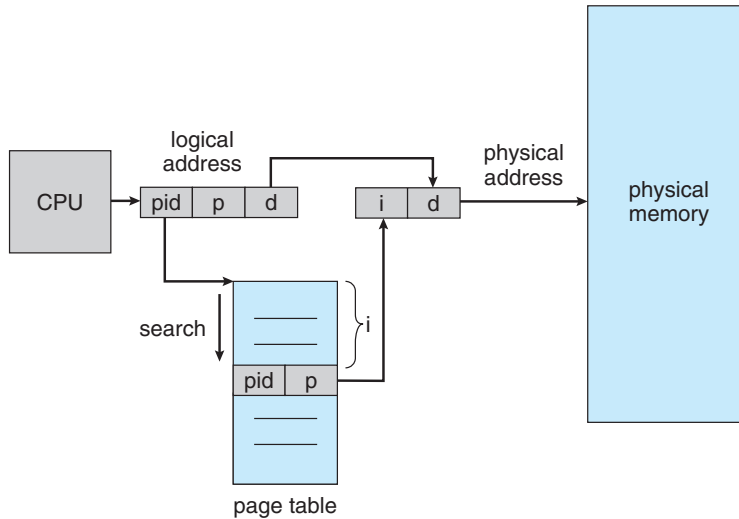 logical
address
physical
address
CPU
pid p d
i d
physical
memory
search
i
pid p
page table